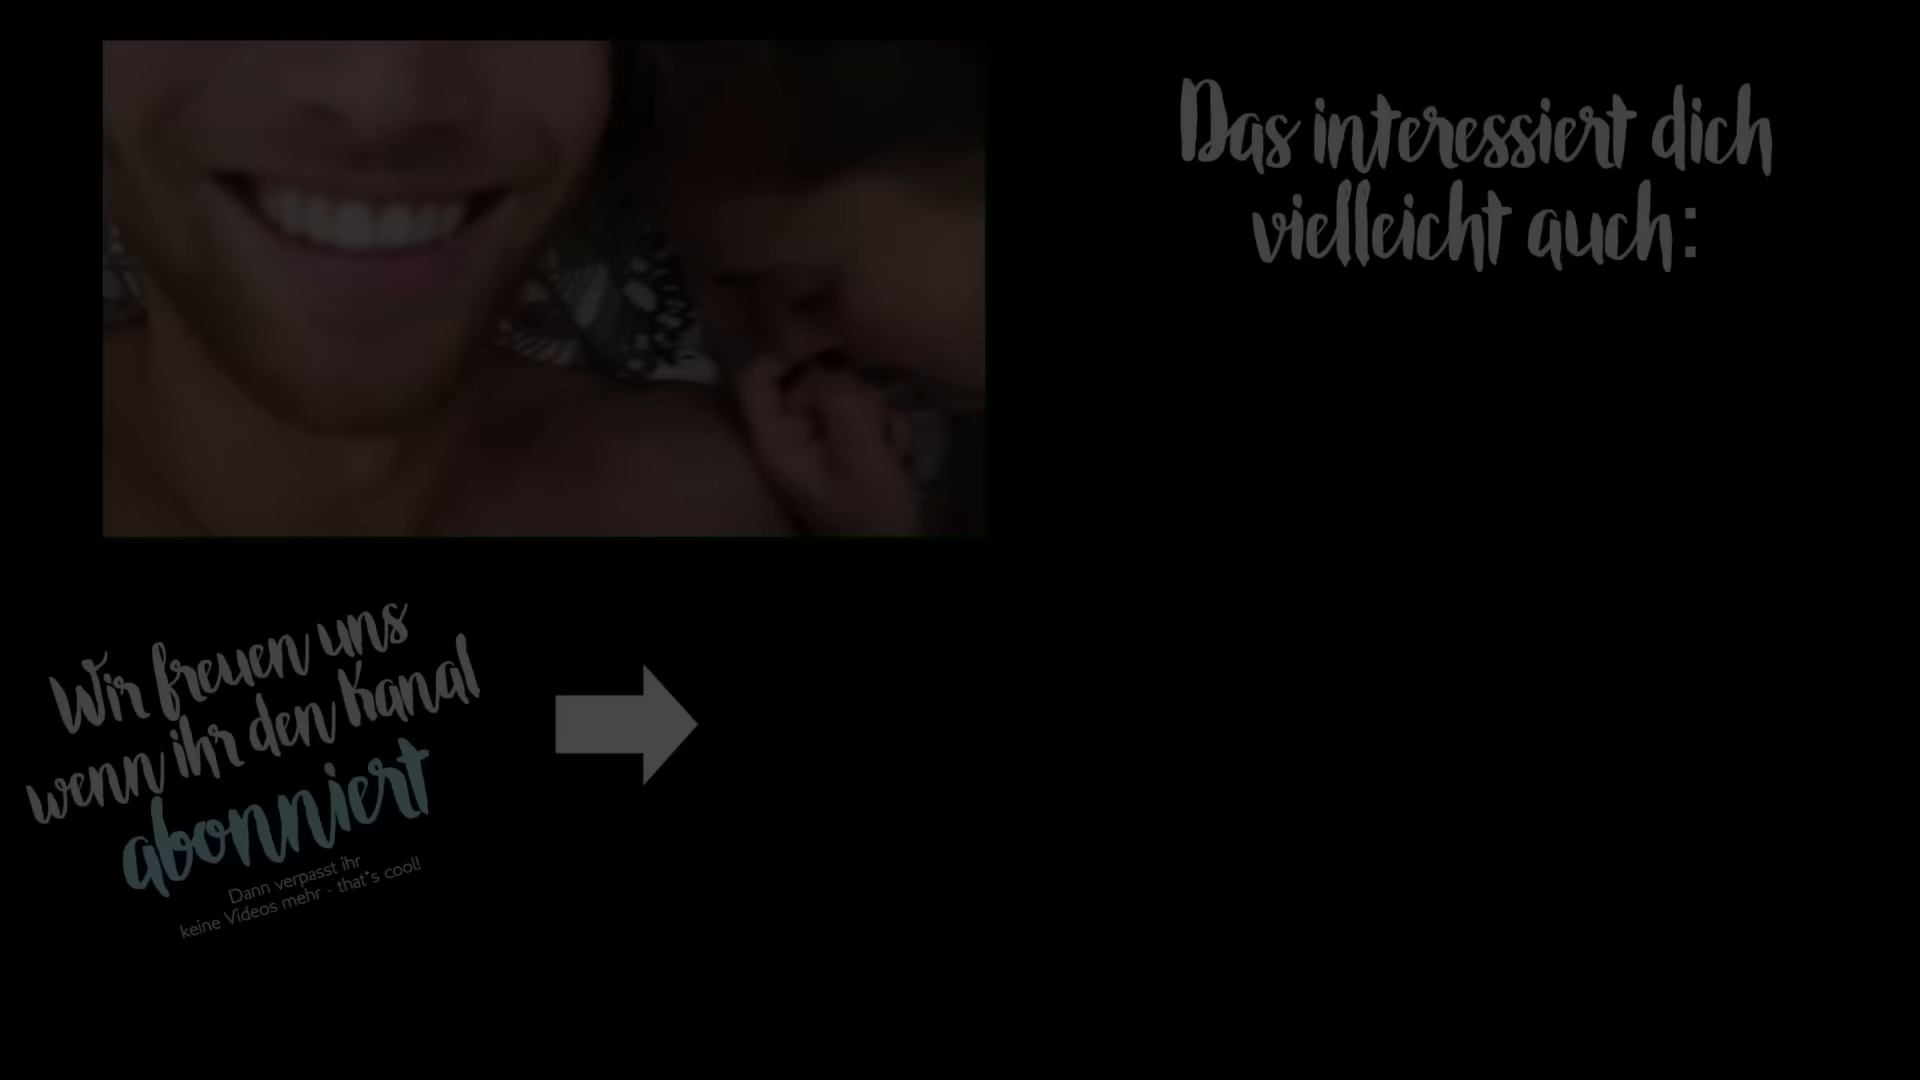 Das interessiert dich
vielleicht auch:
Wir freuen uns
wenn ihr den Kanal
abonniert
Dann verpasst ihr
keine Videos mehr - that's cool!